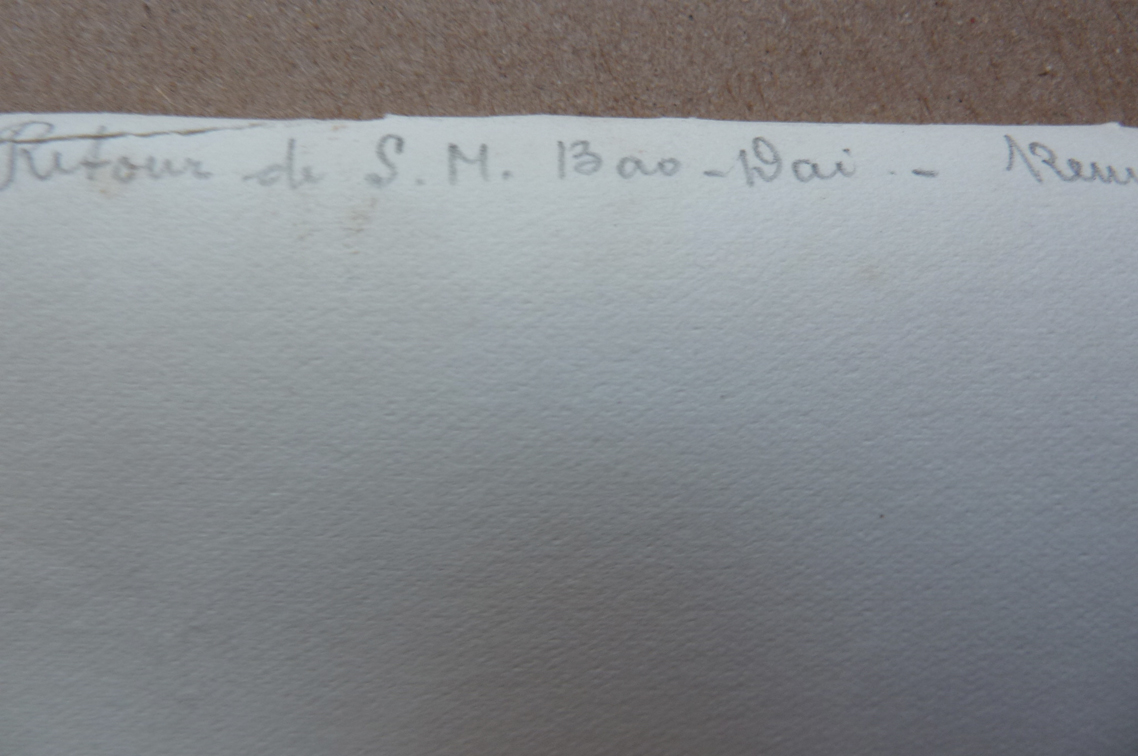 Retour de S. M. Bao-Dai -